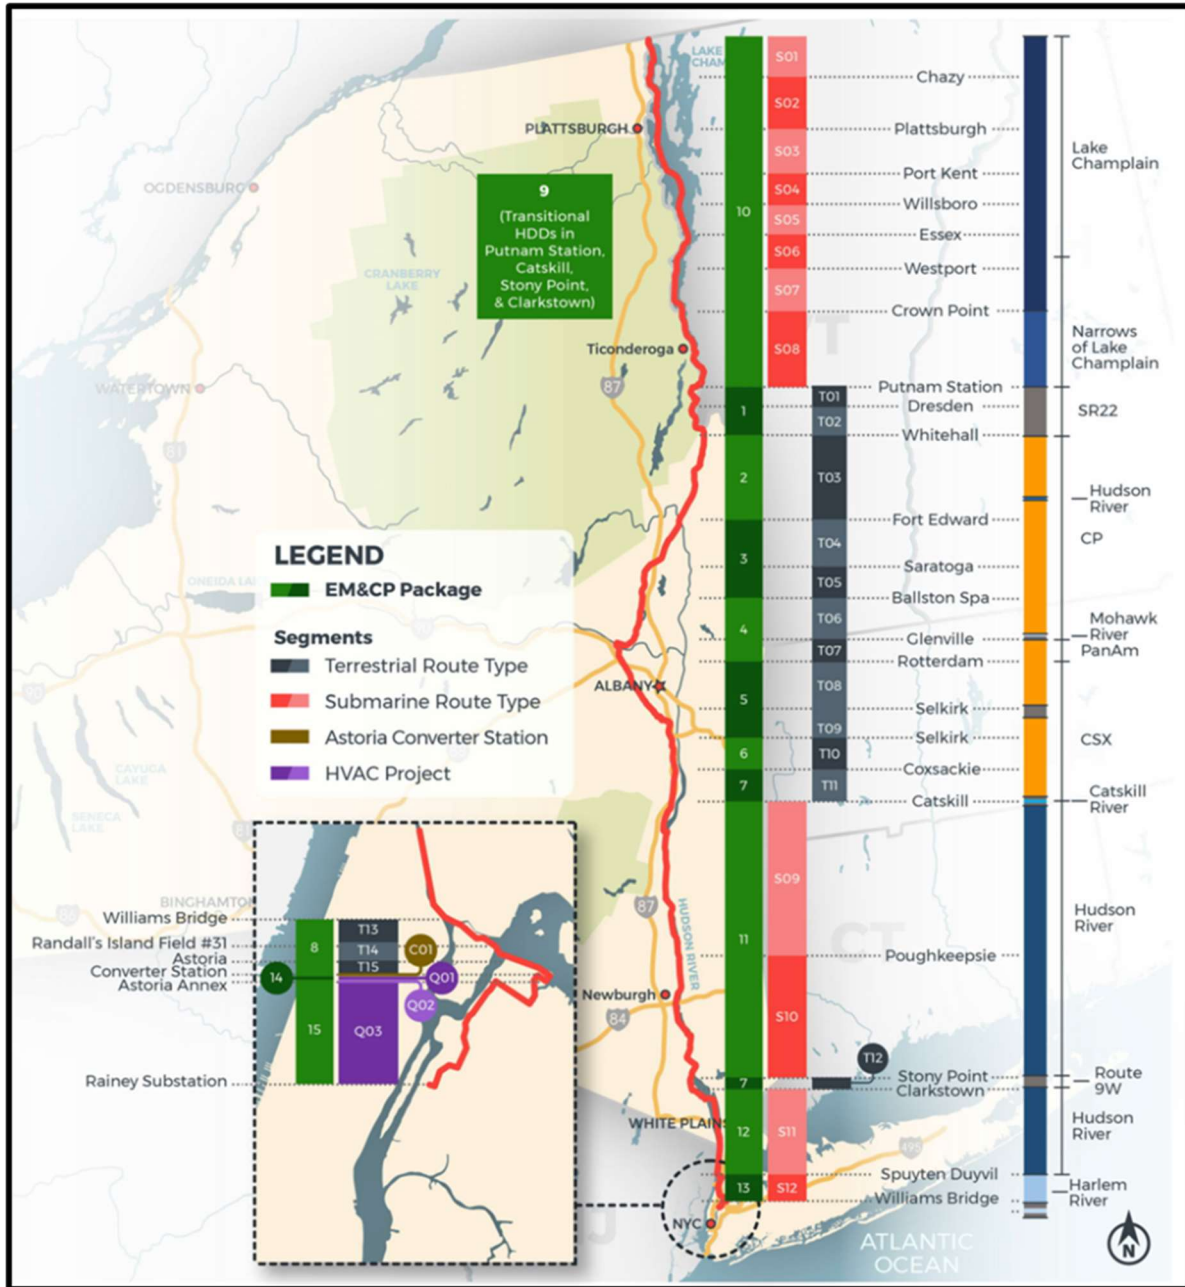 LAKE
CHAM
PLATTSBURGH
OGDENSBURG
9
(Transitional
HDDs in
Putnam Station,
Catskill,
Stony Point,
& Clarkstown)
CRANBERRY
LAKE
Ticonderoga
87
WATERTOWN
81
VT
LEGEND
EM&CP Package
Segments
Terrestrial Route Type
Submarine Route Type
Astoria Converter Station
HVAC Project
ONEIDA
90
ALBANY
CAYUGA
LAKE
SENECA
LAKE
BINGHAMTON
86
81
87
HUDSON RIVER
CT
Newburgh
84
WHITE PLAINS
495
NYC
ATLANTIC
OCEAN
N
10
1
2
3
4
5
6
7
11
7
12
13
S01
S02
S03
S04
S05
S06
S07
S08
T01
T02
T03
T04
T05
T06
T07
T08
T09
T10
T11
S09
S10
T12
S11
S12
Chazy
Plattsburgh
Port Kent
Willsboro
Essex
Westport
Crown Point
Putnam Station
Dresden
Whitehall
Fort Edward
Saratoga
Ballston Spa
Glenville
Rotterdam
Selkirk
Selkirk
Coxsackie
Catskill
Poughkeepsie
Stony Point
Clarkstown
Spuyten Duyvil
Williams Bridge
Lake
Champlain
Narrows
of Lake
Champlain
SR22
Hudson
River
CP
Mohawk
River
PanAm
CSX
Catskill
River
Hudson
River
Route
9W
Hudson
River
Harlem
River
Williams Bridge
Randall's Island Field #31
Astoria
Converter Station
Astoria Annex
Rainey Substation
8
14
15
T13
T14
T15
C01
Q01
Q02
Q03